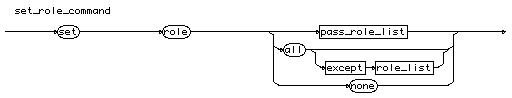 set_role_command
set role pass_role_list
all
except role_list
none